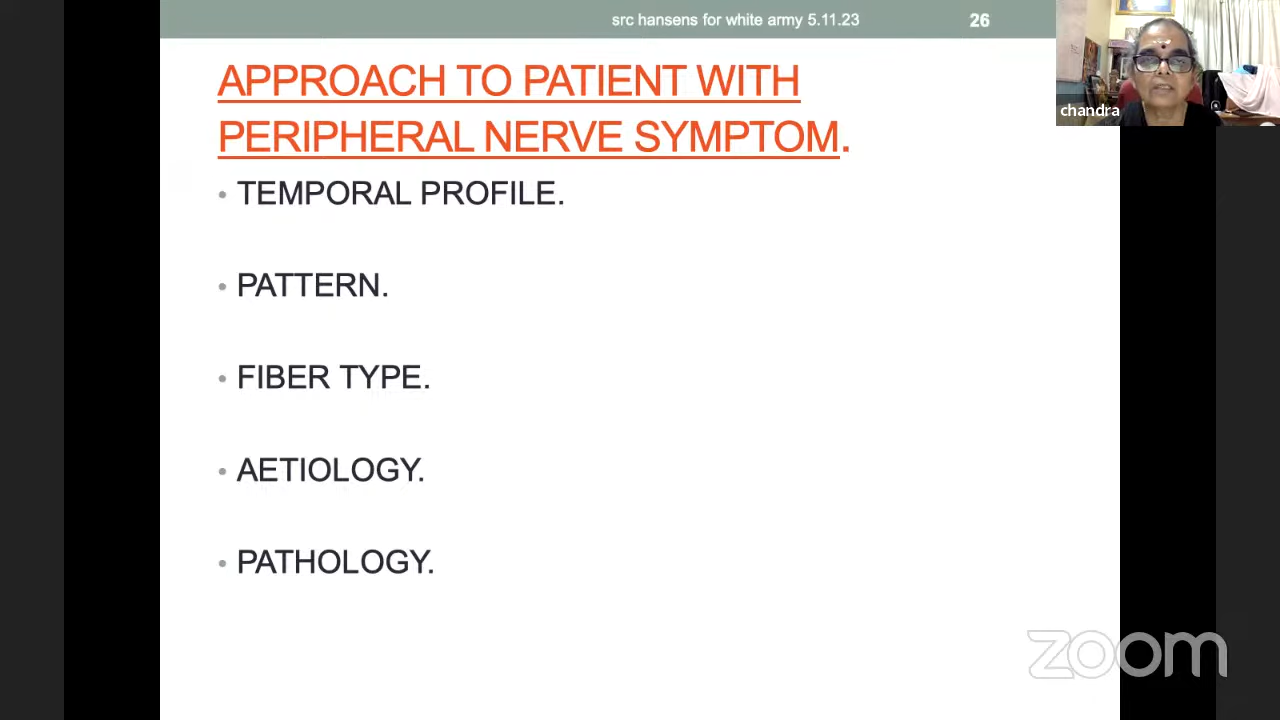 src hansens for white army 5.11.23
26
APPROACH TO PATIENT WITH
PERIPHERAL NERVE SYMPTOM.
• TEMPORAL PROFILE.
• PATTERN.
• FIBER TYPE.
• AETIOLOGY.
• PATHOLOGY.
chandra
zoom